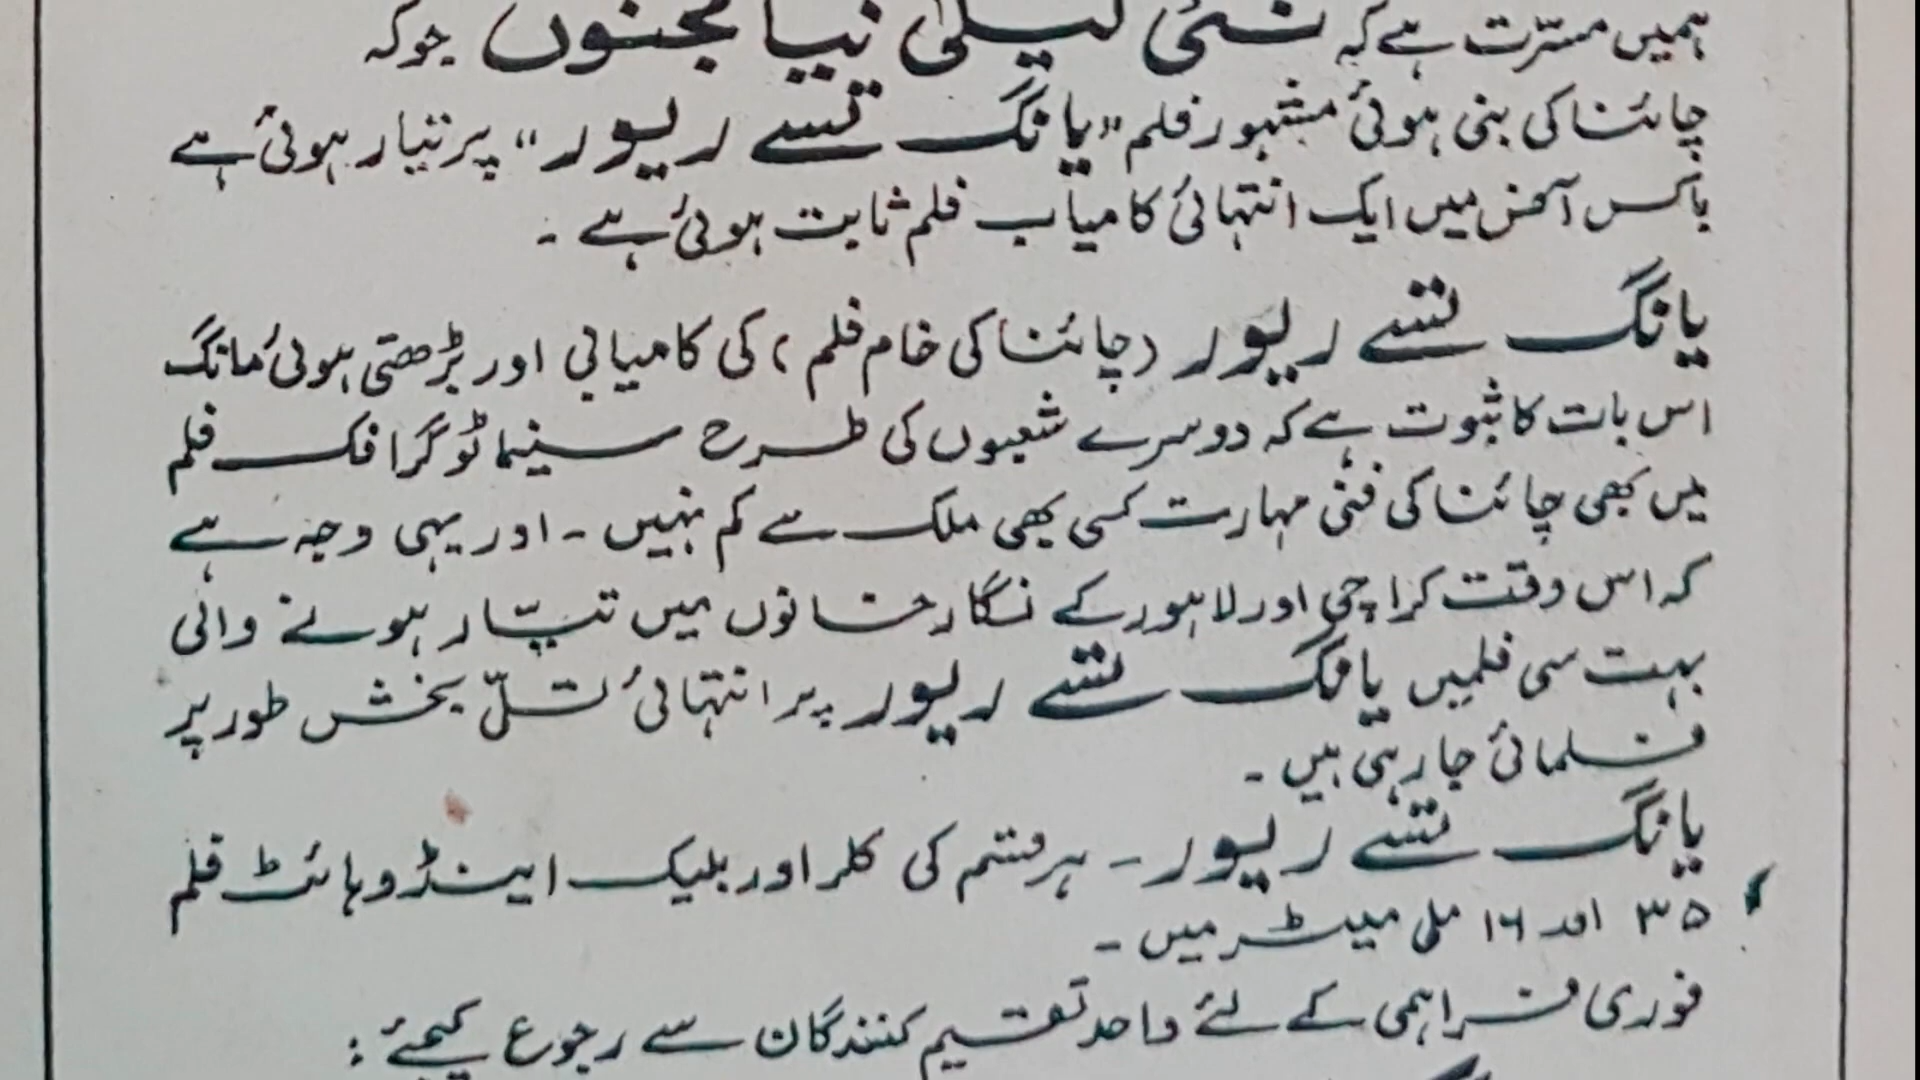 ہمیں مسرّت ہے کہ نئی لیلیٰ نیا مجنوں جو کہ
چائنا کی بنی ہوئی مشہور فلم "یانگ تسے ریور" پر تیار ہوئی ہے
باکس آفس میں ایک انتہائی کامیاب فلم ثابت ہوئی ہے ۔
یانگ تسے ریور (چائنا کی خام فلم) کی کامیابی اور بڑھتی ہوئی مانگ
اس بات کا ثبوت ہے کہ دوسرے شعبوں کی طرح سینماٹوگرافک فلم
میں بھی چائنا کی فنّی مہارت کسی بھی ملک سے کم نہیں ۔ اور یہی وجہ ہے
کہ اس وقت کراچی اور لاہور کے نگارخانوں میں تیّار ہونے والی
بہت سی فلمیں یانگ تسے ریور پر انتہائی تسلّی بخش طور پر
فلمائی جا رہی ہیں ۔
یانگ تسے ریور ۔ ہر قسم کی کلر اور بلیک اینڈ وہائٹ فلم
۳۵ اور ۱۶ ملی میٹر میں ۔
فوری فراہمی کے لئے واحد تقسیم کنندگان سے رجوع کیجئے :